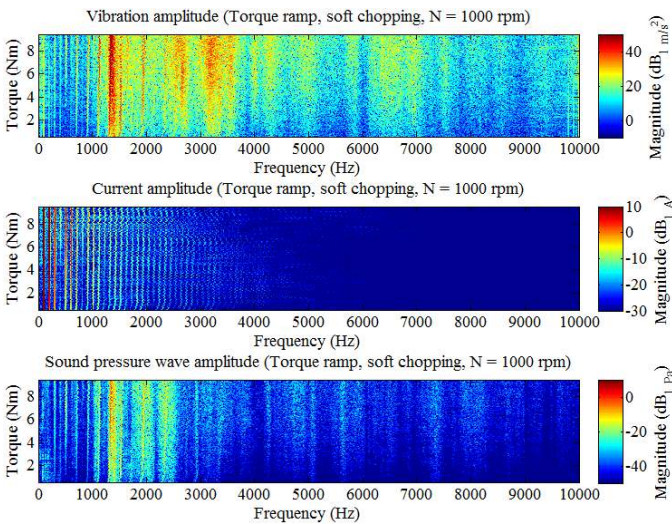 Vibration amplitude (Torque ramp, soft chopping, N = 1000 rpm)
Torque (Nm)
8
6
4
2
0 1000 2000 3000 4000 5000 6000 7000 8000 9000 10000
Frequency (Hz)
40
20
0
Magnitude (dB_1 m/s²)
Current amplitude (Torque ramp, soft chopping, N = 1000 rpm)
Torque (Nm)
8
6
4
2
0 1000 2000 3000 4000 5000 6000 7000 8000 9000 10000
Frequency (Hz)
10
0
-10
-20
-30
Magnitude (dB_1_A)
Sound pressure wave amplitude (Torque ramp, soft chopping, N = 1000 rpm)
Torque (Nm)
8
6
4
2
0 1000 2000 3000 4000 5000 6000 7000 8000 9000 10000
Frequency (Hz)
0
-20
-40
Magnitude (dB_1_pa)